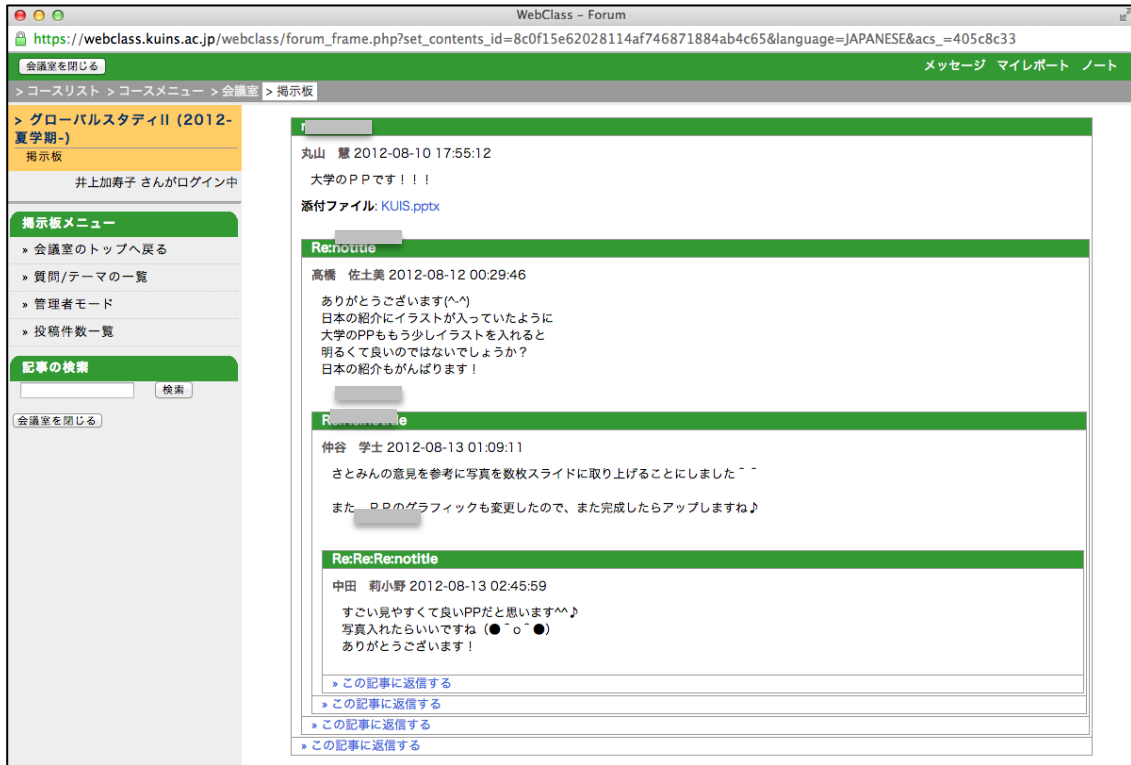 WebClass – Forum
https://webclass.kuins.ac.jp/webclass/forum_frame.php?set_contents_id=8c0f15e62028114af746871884ab4c65&language=JAPANESE&acs_=405c8c33
会議室を閉じる
メッセージ マイレポート ノート
> コースリスト > コースメニュー > 会議室 > 掲示板
> グローバルスタディII (2012-
夏学期-)
掲示板
井上加寿子 さんがログイン中
掲示板メニュー
» 会議室のトップへ戻る
» 質問/テーマの一覧
» 管理者モード
» 投稿件数一覧
記事の検索
検索
会議室を閉じる
丸山 慧 2012-08-10 17:55:12
大学のＰＰです！！！
添付ファイル: KUIS.pptx
Re:notitle
高橋 佐土美 2012-08-12 00:29:46
ありがとうございます(^-^)
日本の紹介にイラストが入っていたように
大学のPPももう少しイラストを入れると
明るくて良いのではないでしょうか？
日本の紹介もがんばります！
仲谷 学士 2012-08-13 01:09:11
さとみんの意見を参考に写真を数枚スライドに取り上げることにしました＾＾
また、ＰＰのグラフィックも変更したので、また完成したらアップしますね♪
Re:Re:Re:notitle
中田 莉小野 2012-08-13 02:45:59
すごい見やすくて良いPPだと思います^^♪
写真入れたらいいですね（●＾o＾●）
ありがとうございます！
» この記事に返信する
» この記事に返信する
» この記事に返信する
» この記事に返信する